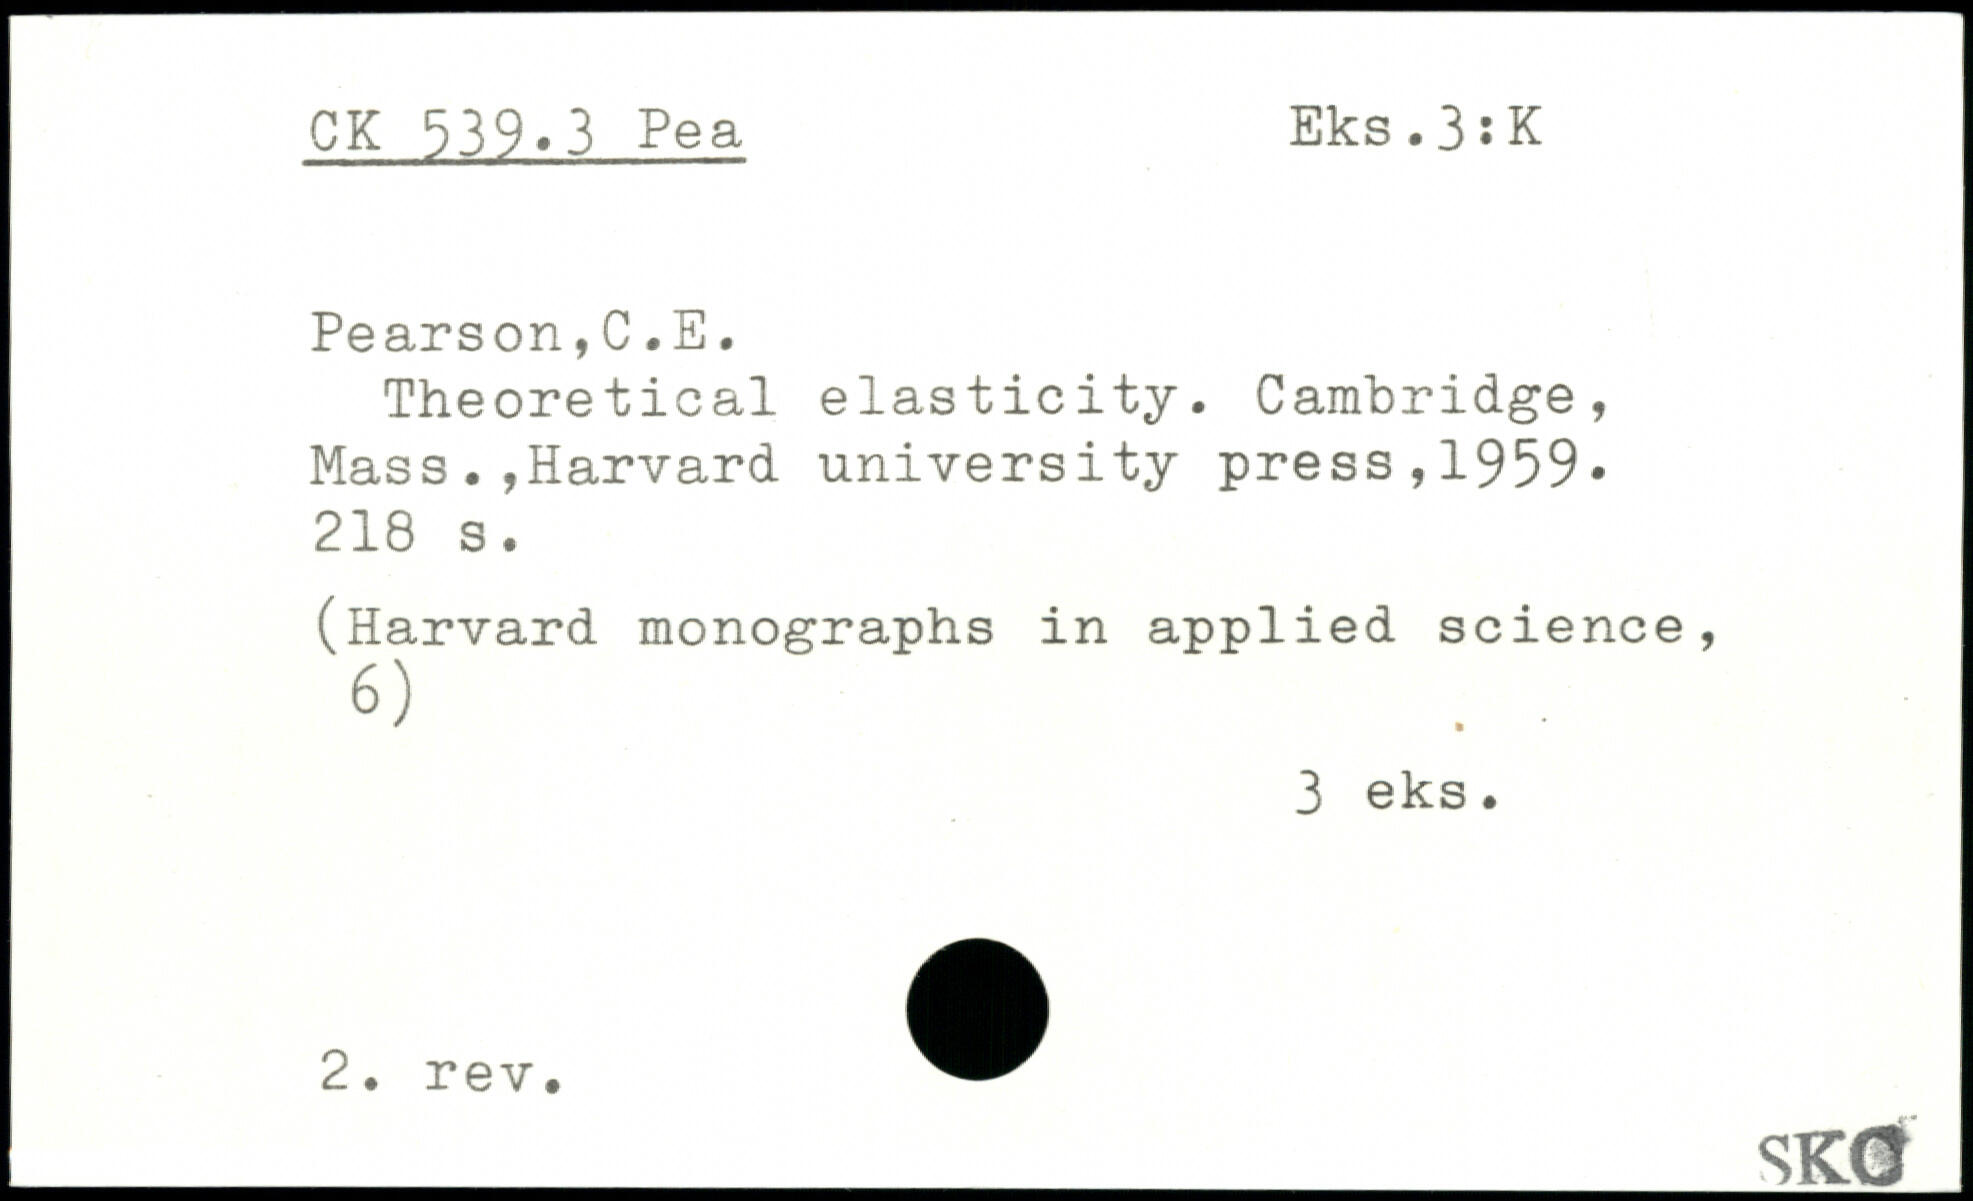 CK 539.3 Pea Eks.3:K
Pearson,C.E.
Theoretical elasticity. Cambridge,
Mass.,Harvard university press,1959.
218 s.
(Harvard monographs in applied science,
6)
3 eks.
2. rev.
SKO